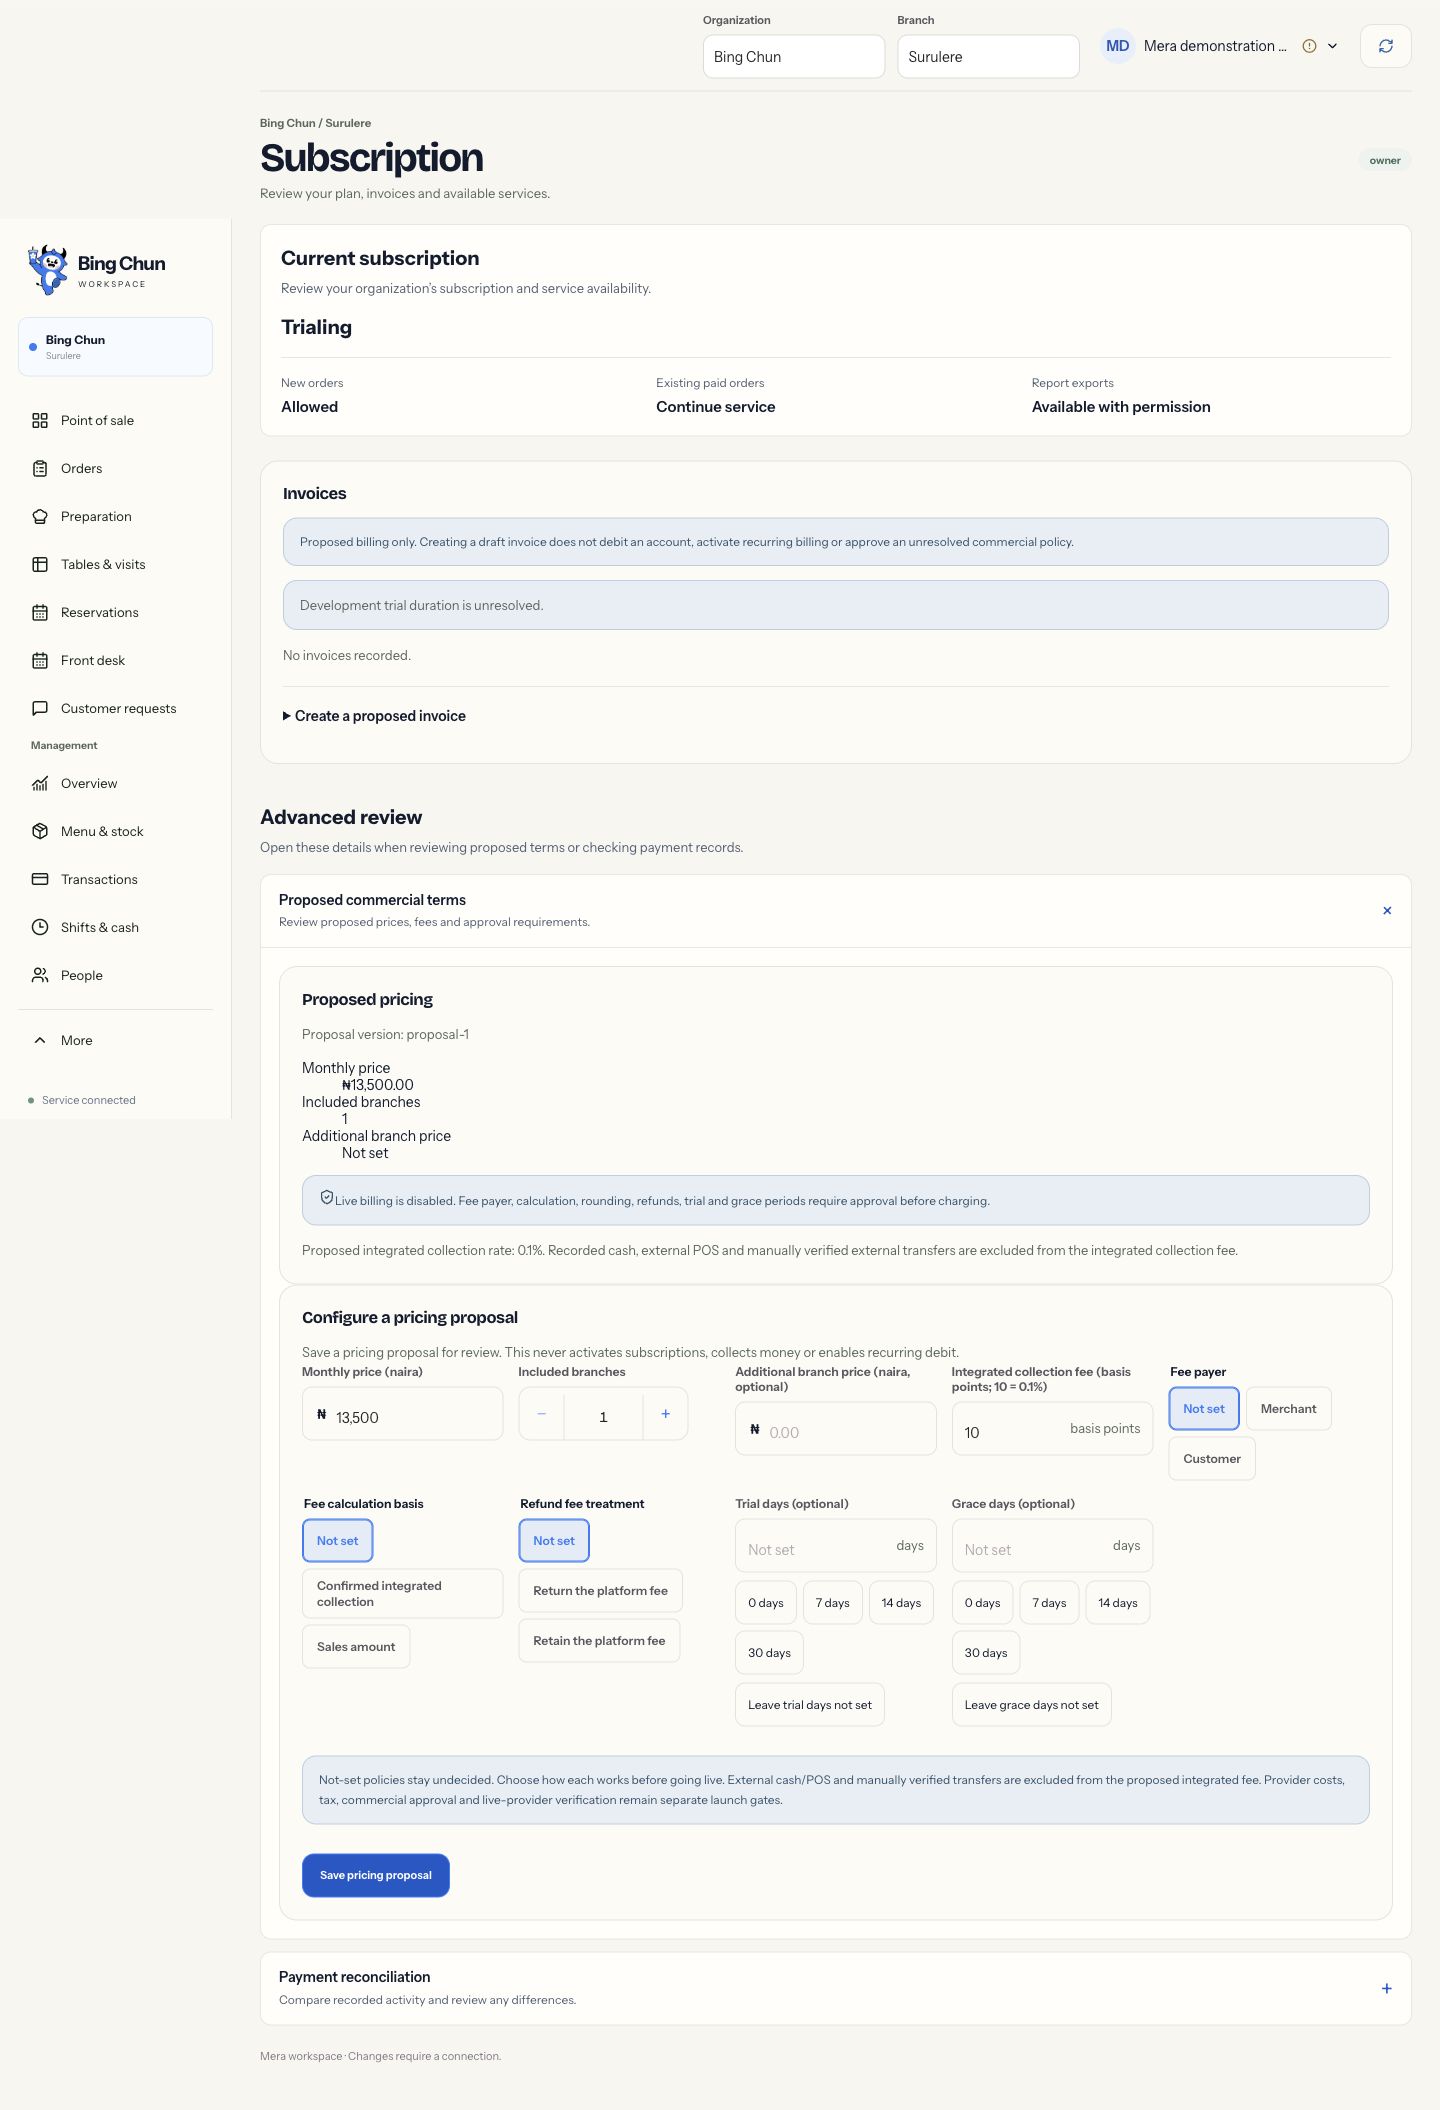 Organization
Branch
Bing Chun
Surulere
MD
Mera demonstration ...
Bing Chun / Surulere
Subscription
owner
Review your plan, invoices and available services.
Bing Chun
WORKSPACE
Bing Chun
Surulere
Point of sale
Orders
Preparation
Tables & visits
Reservations
Front desk
Customer requests
Management
Overview
Menu & stock
Transactions
Shifts & cash
People
More
Service connected
Current subscription
Review your organization's subscription and service availability.
Trialing
New orders
Allowed
Existing paid orders
Continue service
Report exports
Available with permission
Invoices
Proposed billing only. Creating a draft invoice does not debit an account, activate recurring billing or approve an unresolved commercial policy.
Development trial duration is unresolved.
No invoices recorded.
Create a proposed invoice
Advanced review
Open these details when reviewing proposed terms or checking payment records.
Proposed commercial terms
Review proposed prices, fees and approval requirements.
Proposed pricing
Proposal version: proposal-1
Monthly price
₦13,500.00
Included branches
1
Additional branch price
Not set
Live billing is disabled. Fee payer, calculation, rounding, refunds, trial and grace periods require approval before charging.
Proposed integrated collection rate: 0.1%. Recorded cash, external POS and manually verified external transfers are excluded from the integrated collection fee.
Configure a pricing proposal
Save a pricing proposal for review. This never activates subscriptions, collects money or enables recurring debit.
Monthly price (naira)
₦ 13,500
Included branches
− 1 +
Additional branch price (naira,
optional)
₦ 0.00
Integrated collection fee (basis
points; 10 = 0.1%)
10 basis points
Fee payer
Not set
Merchant
Customer
Fee calculation basis
Not set
Confirmed integrated
collection
Sales amount
Refund fee treatment
Not set
Return the platform fee
Retain the platform fee
Trial days (optional)
Not set days
0 days
7 days
14 days
30 days
Leave trial days not set
Grace days (optional)
Not set days
0 days
7 days
14 days
30 days
Leave grace days not set
Not-set policies stay undecided. Choose how each works before going live. External cash/POS and manually verified transfers are excluded from the proposed integrated fee. Provider costs,
tax, commercial approval and live-provider verification remain separate launch gates.
Save pricing proposal
Payment reconciliation
Compare recorded activity and review any differences.
+
Mera workspace · Changes require a connection.